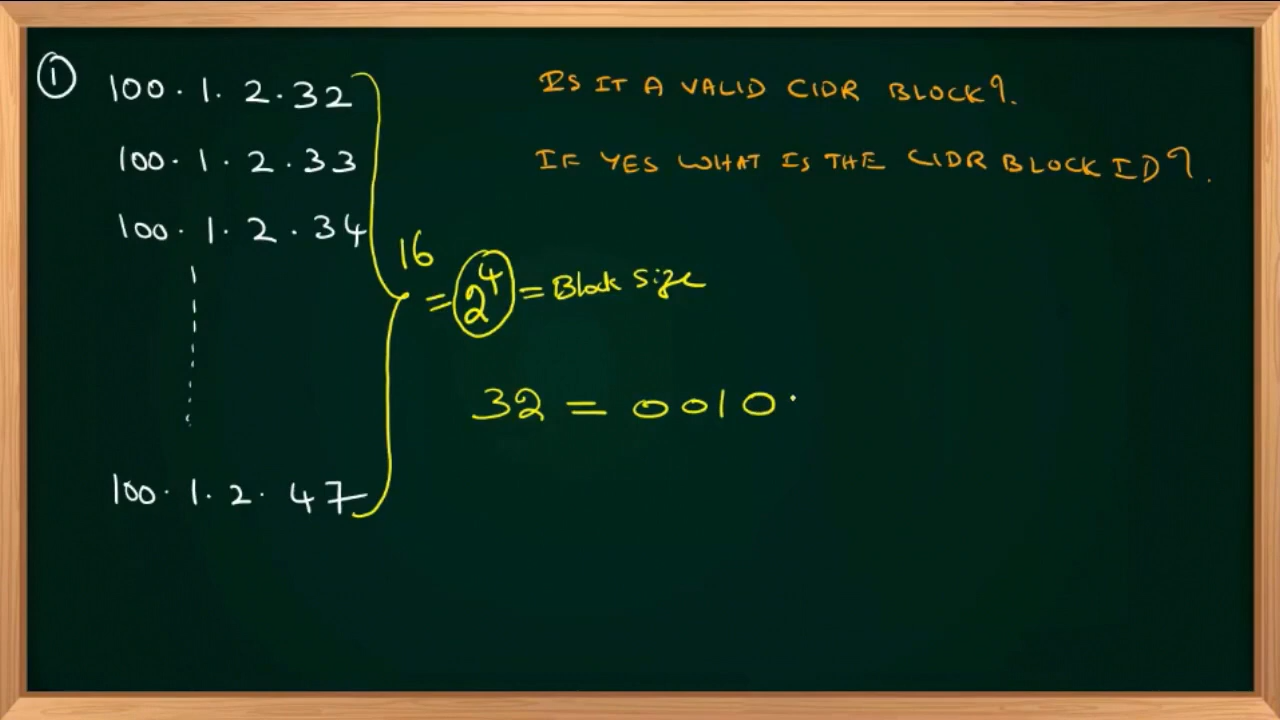 ① 100.1.2.32
100.1.2.33
100.1.2.34
100.1.2.47
16
= 2⁴ = Block Size
32 = 0010
IS IT A VALID CIDR BLOCK?.
IF YES WHAT IS THE CIDR BLOCK ID?.